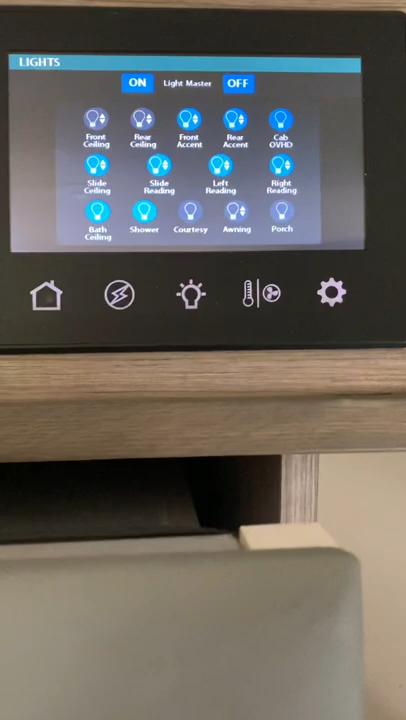 LIGHTS
ON Light Master OFF
Front Ceiling
Rear Ceiling
Front Accent
Rear Accent
Cab OVHD
Slide Ceiling
Slide Reading
Left Reading
Right Reading
Bath Ceiling
Shower
Courtesy
Awning
Porch